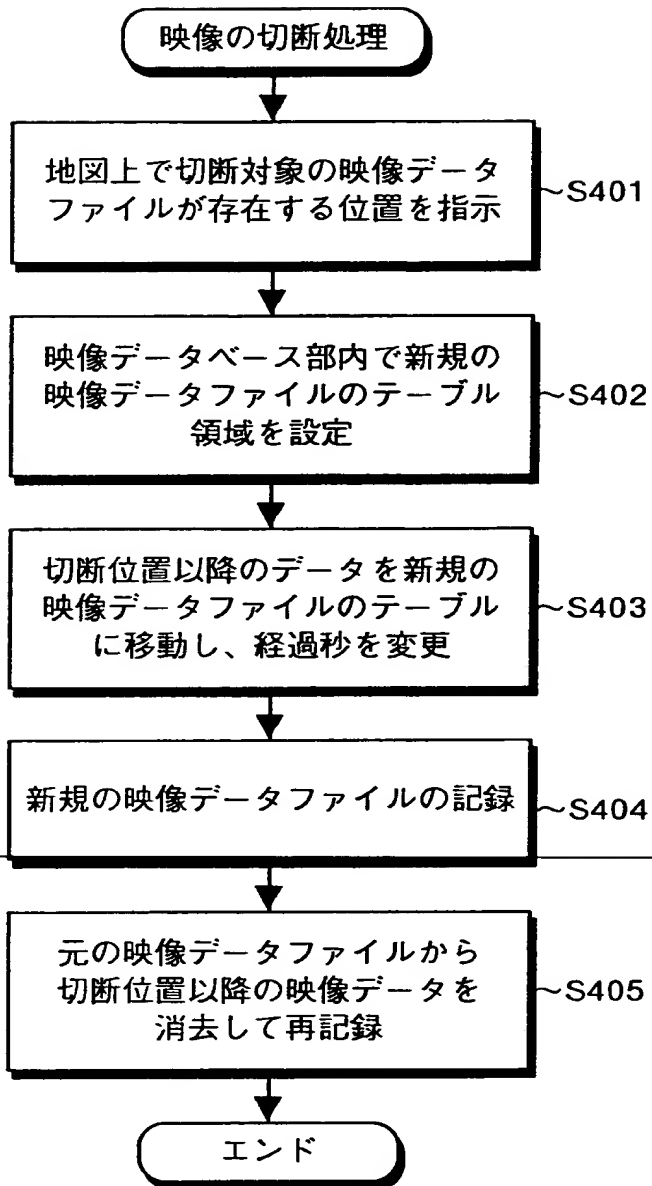 映像の切断処理
地図上で切断対象の映像データ
ファイルが存在する位置を指示
~S401
映像データベース部内で新規の
映像データファイルのテーブル
領域を設定
~S402
切断位置以降のデータを新規の
映像データファイルのテーブル
に移動し、経過秒を変更
~S403
新規の映像データファイルの記録
~S404
元の映像データファイルから
切断位置以降の映像データを
消去して再記録
~S405
エンド